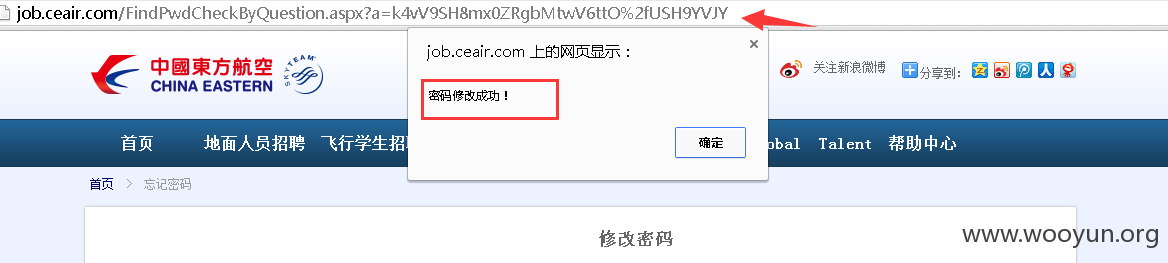 job.ceair.com/FindPwdCheckByQuestion.aspx?a=k4vV9SH&mx0ZRgbMtwV6ttO%2fUSH9YVJY
job.ceair.com 上的网页显示：
密码修改成功！
确定
中國東方航空
CHINA EASTERN
SKYTEAM
关注新浪微博
分享到：
首页
地面人员招聘
飞行学生招
obal Talent
帮助中心
首页 > 忘记密码
修改密码
www.wooyun.org